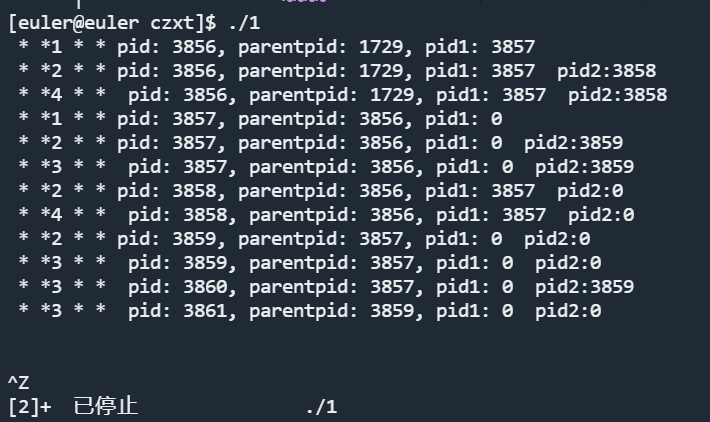 [euler@euler czxt]$ ./1
* *1 * * pid: 3856, parentpid: 1729, pid1: 3857
* *2 * * pid: 3856, parentpid: 1729, pid1: 3857  pid2:3858
* *4 * *  pid: 3856, parentpid: 1729, pid1: 3857  pid2:3858
* *1 * * pid: 3857, parentpid: 3856, pid1: 0
* *2 * * pid: 3857, parentpid: 3856, pid1: 0  pid2:3859
* *3 * *  pid: 3857, parentpid: 3856, pid1: 0  pid2:3859
* *2 * * pid: 3858, parentpid: 3856, pid1: 3857  pid2:0
* *4 * *  pid: 3858, parentpid: 3856, pid1: 3857  pid2:0
* *2 * * pid: 3859, parentpid: 3857, pid1: 0  pid2:0
* *3 * *  pid: 3859, parentpid: 3857, pid1: 0  pid2:0
* *3 * *  pid: 3860, parentpid: 3857, pid1: 0  pid2:3859
* *3 * *  pid: 3861, parentpid: 3859, pid1: 0  pid2:0
^Z
[2]+  已停止               ./1